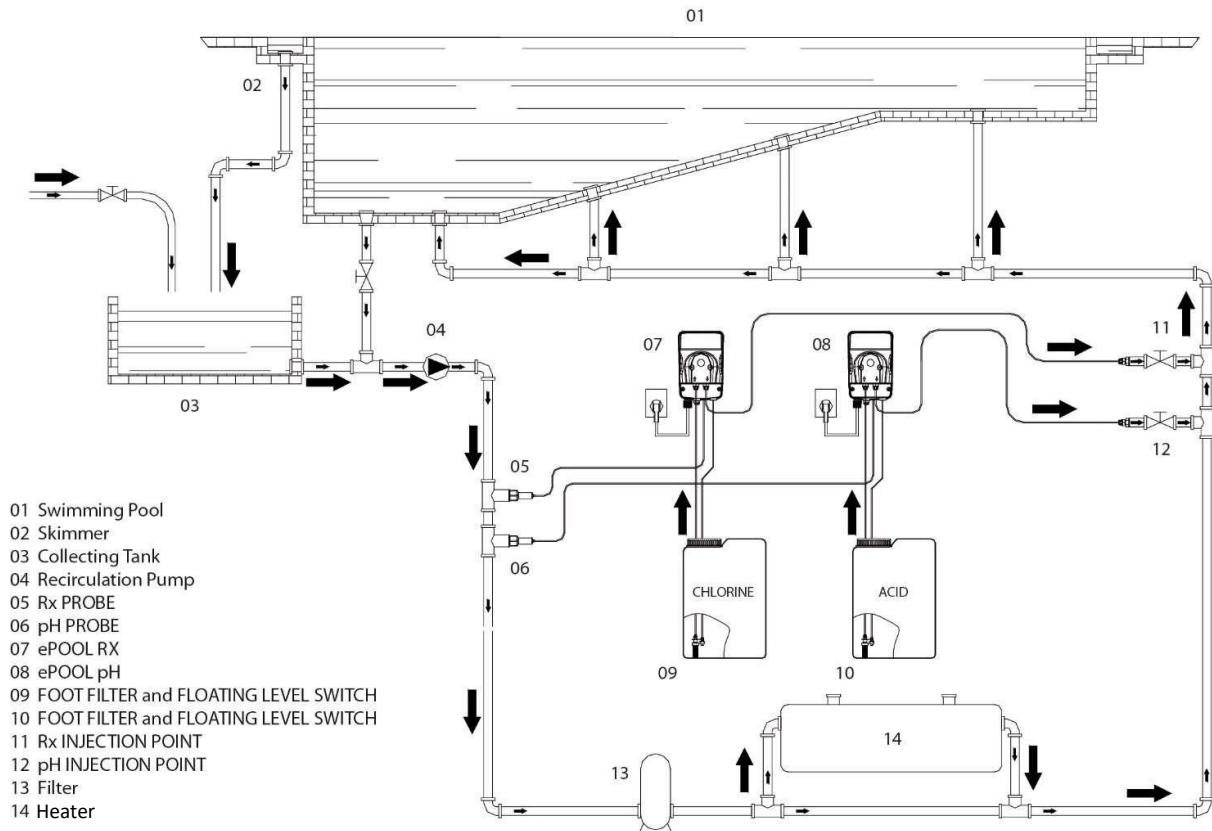 01
02
03
04
05
06
07
08
11
12
CHLORINE
ACID
09
10
13
14
01 Swimming Pool
02 Skimmer
03 Collecting Tank
04 Recirculation Pump
05 Rx PROBE
06 pH PROBE
07 ePOOL RX
08 ePOOL pH
09 FOOT FILTER and FLOATING LEVEL SWITCH
10 FOOT FILTER and FLOATING LEVEL SWITCH
11 Rx INJECTION POINT
12 pH INJECTION POINT
13 Filter
14 Heater